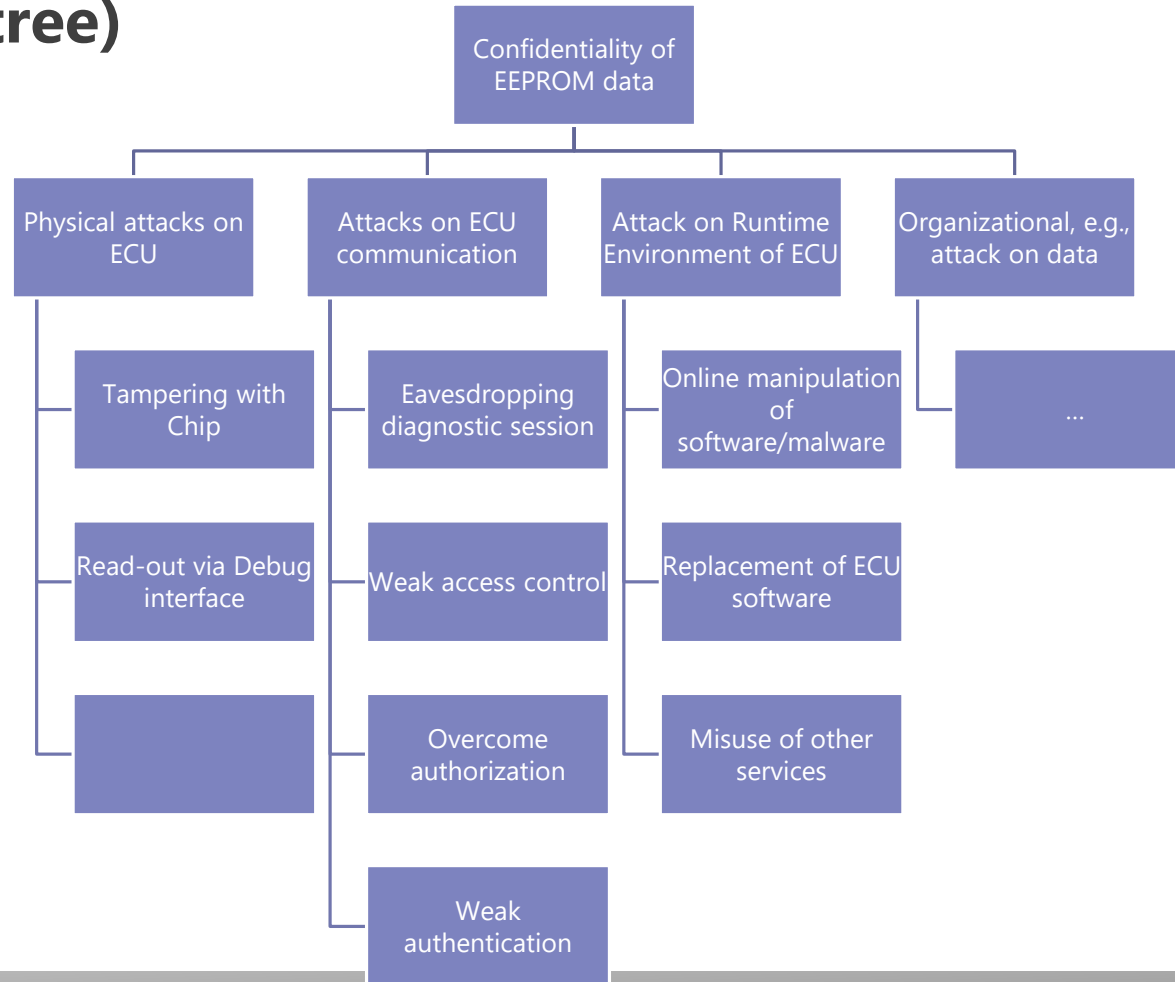 tree)
Confidentiality of
EEPROM data
Physical attacks on
ECU
Attacks on ECU
communication
Attack on Runtime
Environment of ECU
Organizational, e.g.,
attack on data
Tampering with
Chip
Eavesdropping
diagnostic session
Online manipulation
of
software/malware
...
Read-out via Debug
interface
Weak access control
Replacement of ECU
software
Overcome
authorization
Misuse of other
services
Weak
authentication